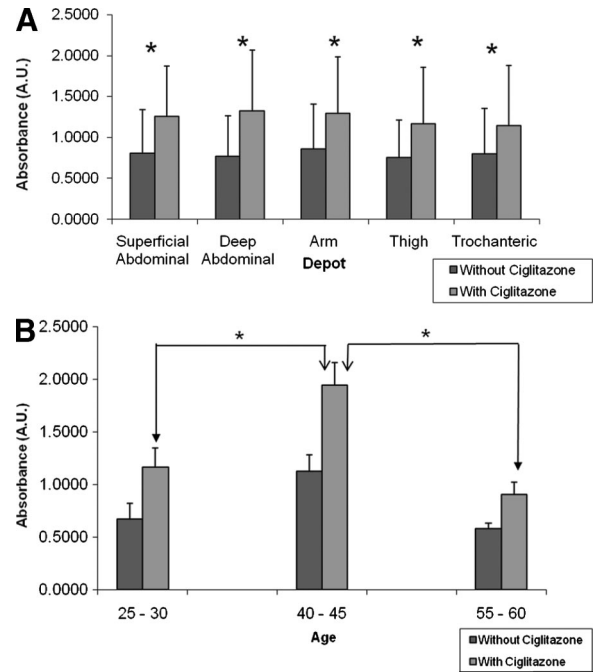 A
Absorbance (A.U.)
2.5000
2.0000
1.5000
1.0000
0.5000
0.0000
* * * * *
Superficial Abdominal
Deep Abdominal
Arm
Thigh
Trochanteric
Depot
Without Ciglitazone
With Ciglitazone
B
Absorbance (A.U.)
2.5000
2.0000
1.5000
1.0000
0.5000
0.0000
* *
25 - 30
40 - 45
55 - 60
Age
Without Ciglitazone
With Ciglitazone